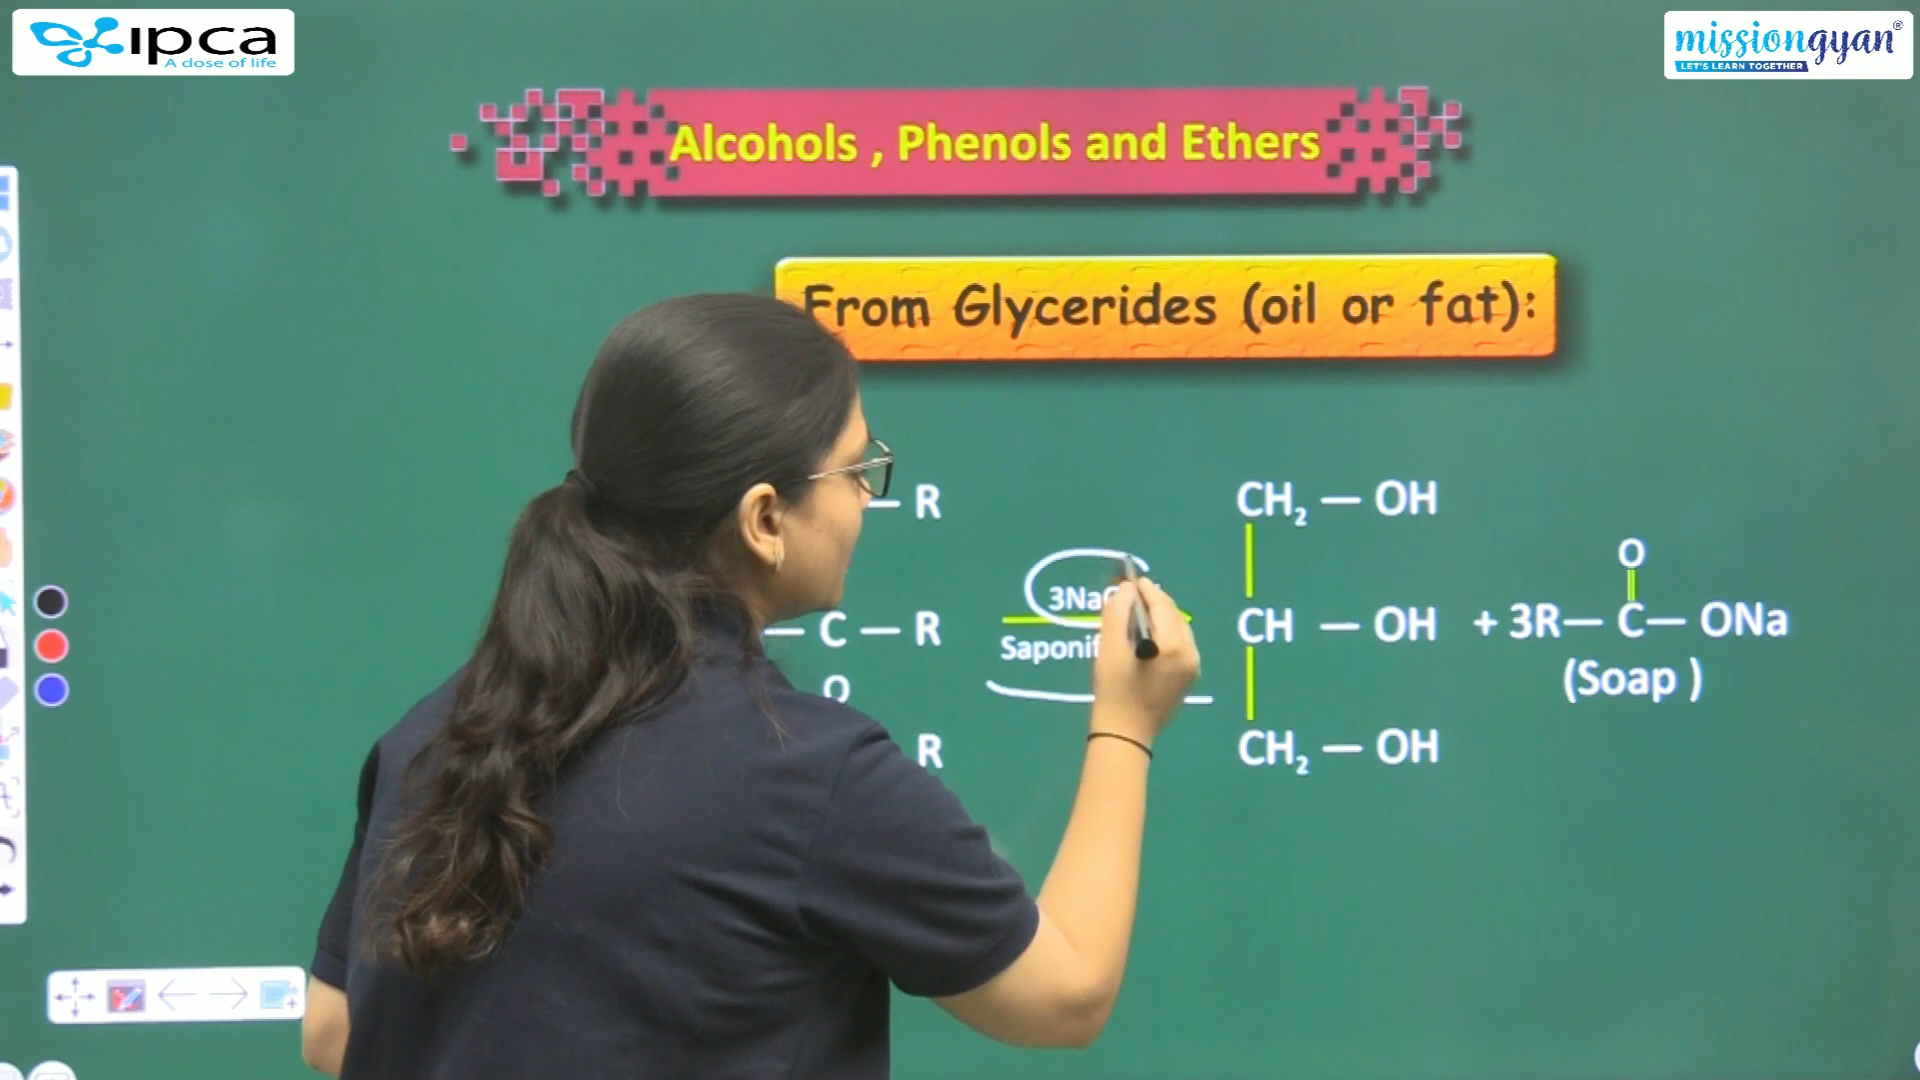 ipca
A dose of life
missiongyan®
LET'S LEARN TOGETHER
Alcohols , Phenols and Ethers
From Glycerides (oil or fat):
— R
CH₂ — OH
O
3Na
— C — R
CH — OH + 3R— C— ONa
(Soap )
O
R
CH₂ — OH